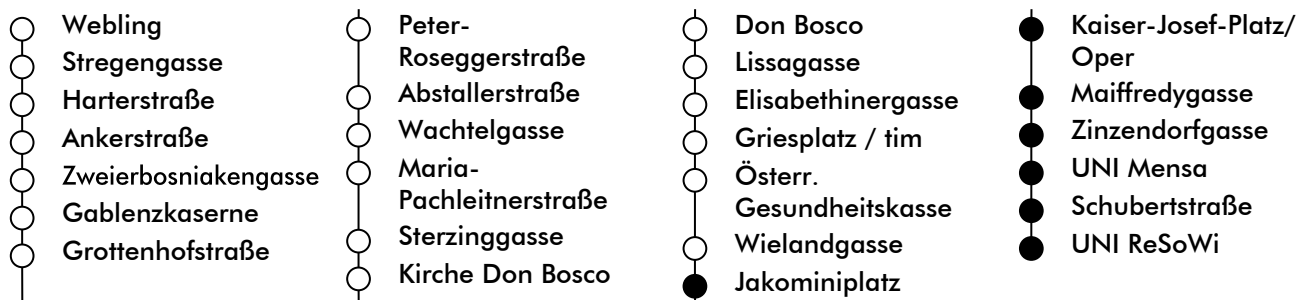 Webling
Stregengasse
Harterstraße
Ankerstraße
Zweierbosniakengasse
Gablenzkaserne
Grottenhofstraße
Peter-
Roseggerstraße
Abstallerstraße
Wachtelgasse
Maria-
Pachleitnerstraße
Sterzinggasse
Kirche Don Bosco
Don Bosco
Lissagasse
Elisabethinergasse
Griesplatz / tim
Österr.
Gesundheitskasse
Wielandgasse
Jakominiplatz
Kaiser-Josef-Platz/
Oper
Maiffredygasse
Zinzendorfgasse
UNI Mensa
Schubertstraße
UNI ReSoWi